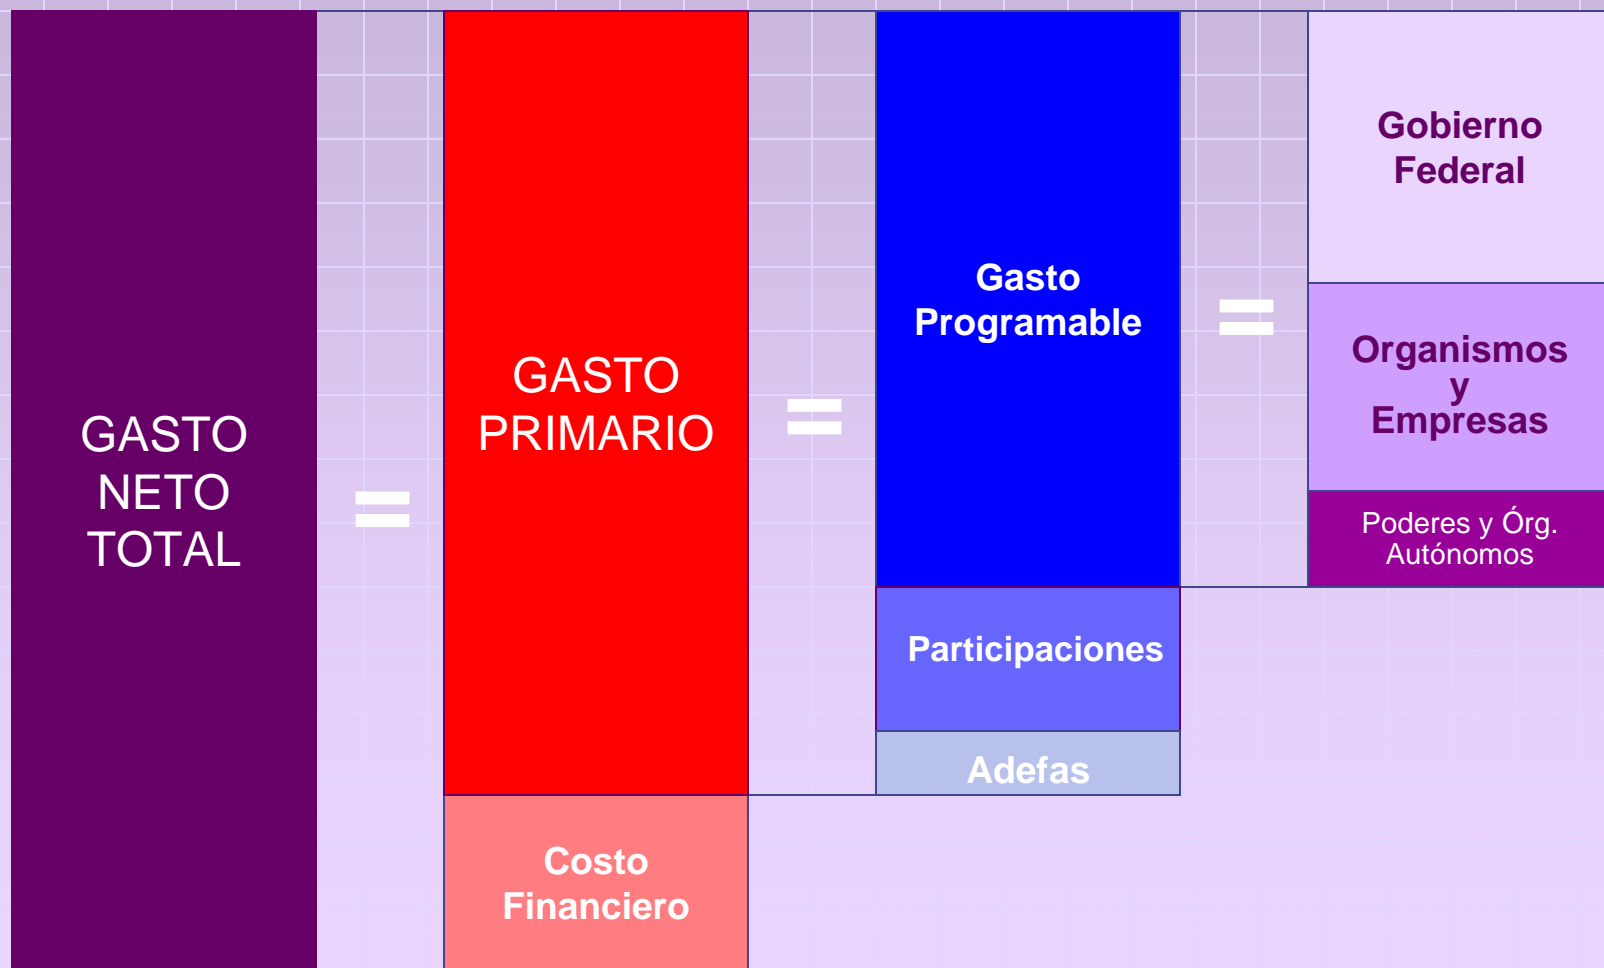 GASTO
NETO
TOTAL
=
GASTO
PRIMARIO
Costo
Financiero
=
Gasto
Programable
Participaciones
Adefas
=
Gobierno
Federal
Organismos
y
Empresas
Poderes y Órg.
Autónomos